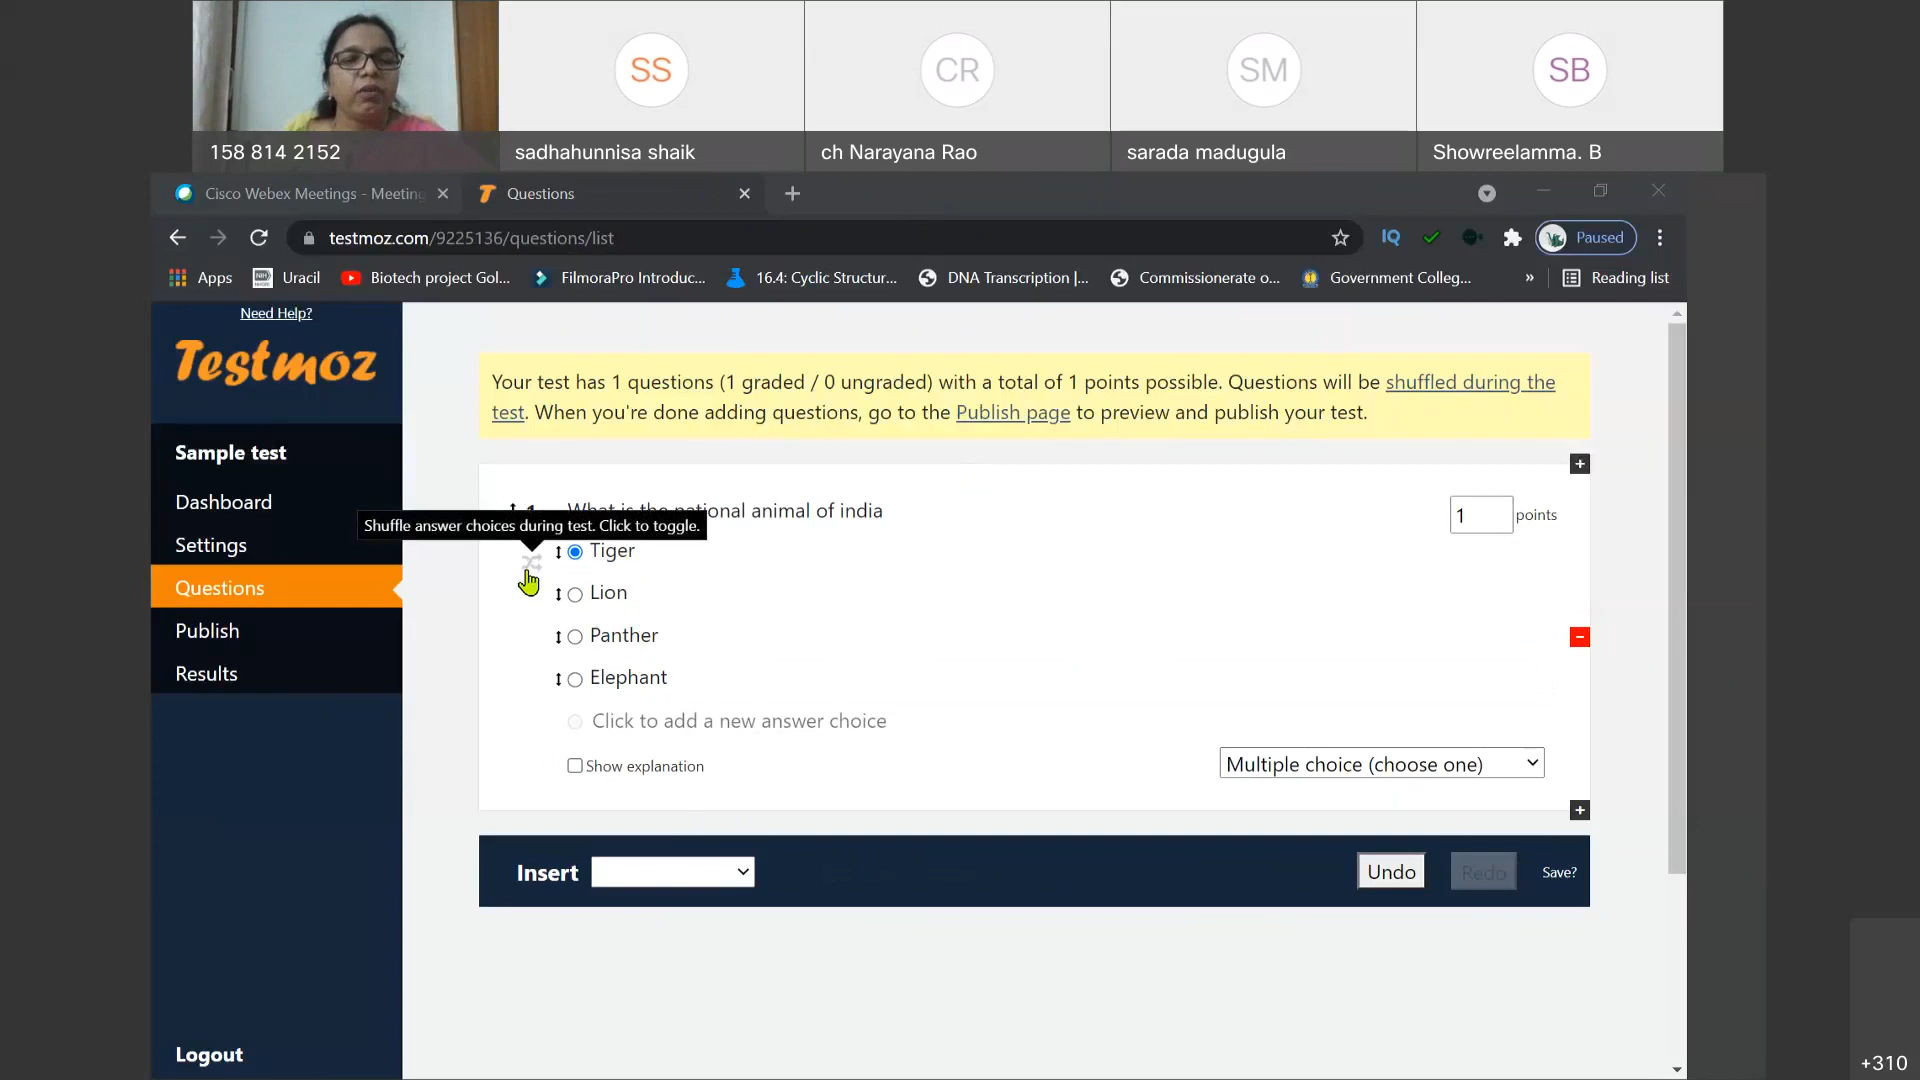 SS
CR
SM
SB
158 814 2152
sadhahunnisa shaik
ch Narayana Rao
sarada madugula
Showreelamma. B
Cisco Webex Meetings - Meeting
Questions
testmoz.com/9225136/questions/list
IQ
Paused
Apps
Uracil
Biotech project Gol...
FilmoraPro Introduc...
16.4: Cyclic Structur...
DNA Transcription |...
Commissionerate o...
Government Colleg...
»
Reading list
Need Help?
Testmoz
Your test has 1 questions (1 graded / 0 ungraded) with a total of 1 points possible. Questions will be shuffled during the
test. When you're done adding questions, go to the Publish page to preview and publish your test.
Sample test
Dashboard
Settings
Questions
Publish
Results
Logout
What is the national animal of india
1 points
Shuffle answer choices during test. Click to toggle.
Tiger
Lion
Panther
Elephant
Click to add a new answer choice
Show explanation
Multiple choice (choose one)
Insert
Undo
Redo
Save?
+310